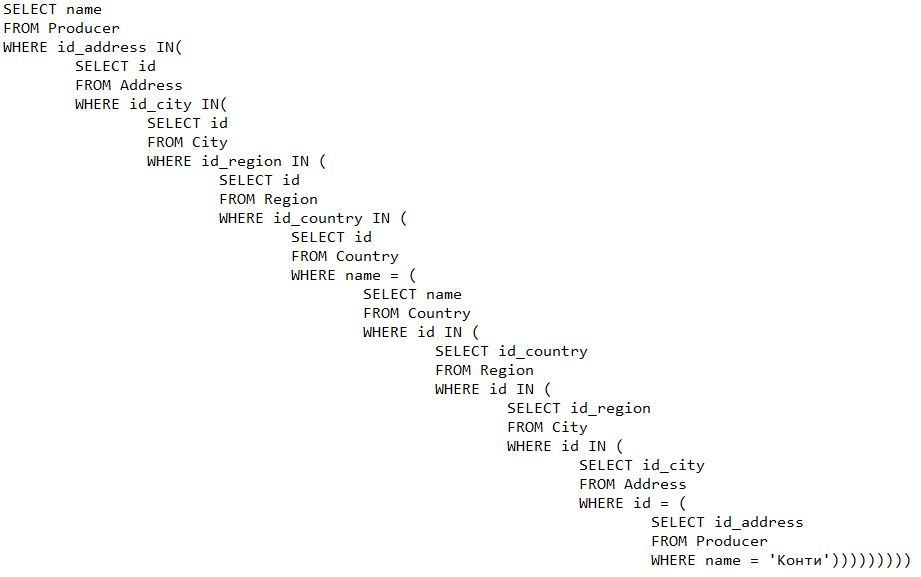 SELECT name
FROM Producer
WHERE id_address IN(
SELECT id
FROM Address
WHERE id_city IN(
SELECT id
FROM City
WHERE id_region IN (
SELECT id
FROM Region
WHERE id_country IN (
SELECT id
FROM Country
WHERE name = (
SELECT name
FROM Country
WHERE id IN (
SELECT id_country
FROM Region
WHERE id IN (
SELECT id_region
FROM City
WHERE id IN (
SELECT id_city
FROM Address
WHERE id = (
SELECT id_address
FROM Producer
WHERE name = 'Конти')))))))))